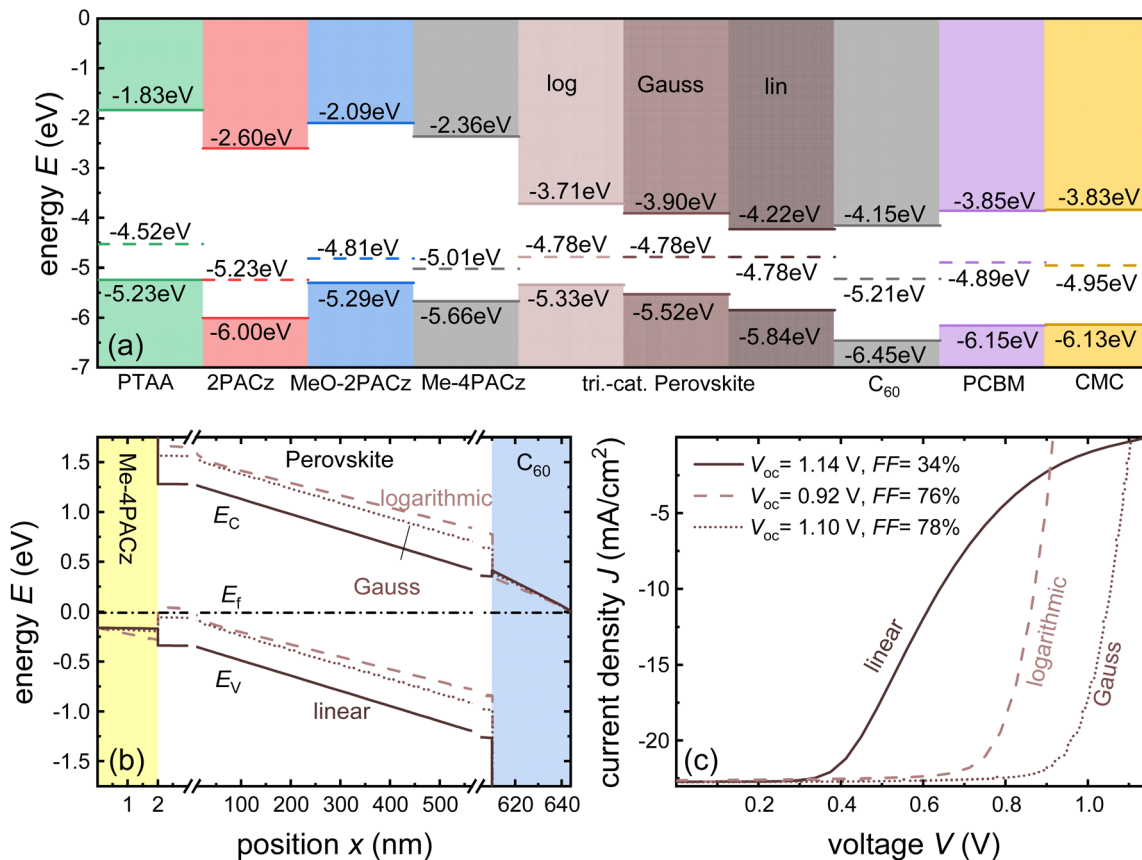 0
-1
-2
-3
-4
-5
-6
-7
energy E (eV)
log
Gauss
lin
-1.83eV
-2.60eV
-2.09eV
-2.36eV
-3.71eV
-3.90eV
-4.22eV
-4.15eV
-3.85eV
-3.83eV
-4.52eV
-5.23eV
-4.81eV
-5.01eV
-4.78eV
-4.78eV
-4.78eV
-5.21eV
-4.89eV
-4.95eV
-5.23eV
-6.00eV
-5.29eV
-5.66eV
-5.33eV
-5.52eV
-5.84eV
-6.45eV
-6.15eV
-6.13eV
(a)
PTAA
2PACz
MeO-2PACz
Me-4PACz
tri.-cat. Perovskite
C₆₀
PCBM
CMC
1.5
1.0
0.5
0.0
-0.5
-1.0
-1.5
energy E (eV)
Me-4PACz
Perovskite
C₆₀
logarithmic
E_C
Gauss
E_f
E_V
linear
(b)
1
2
100
200
300
400
500
620
640
position x (nm)
V_oc= 1.14 V, FF= 34%
V_oc= 0.92 V, FF= 76%
V_oc= 1.10 V, FF= 78%
-5
-10
-15
-20
current density J (mA/cm²)
linear
logarithmic
Gauss
(c)
0.2
0.4
0.6
0.8
1.0
voltage V (V)